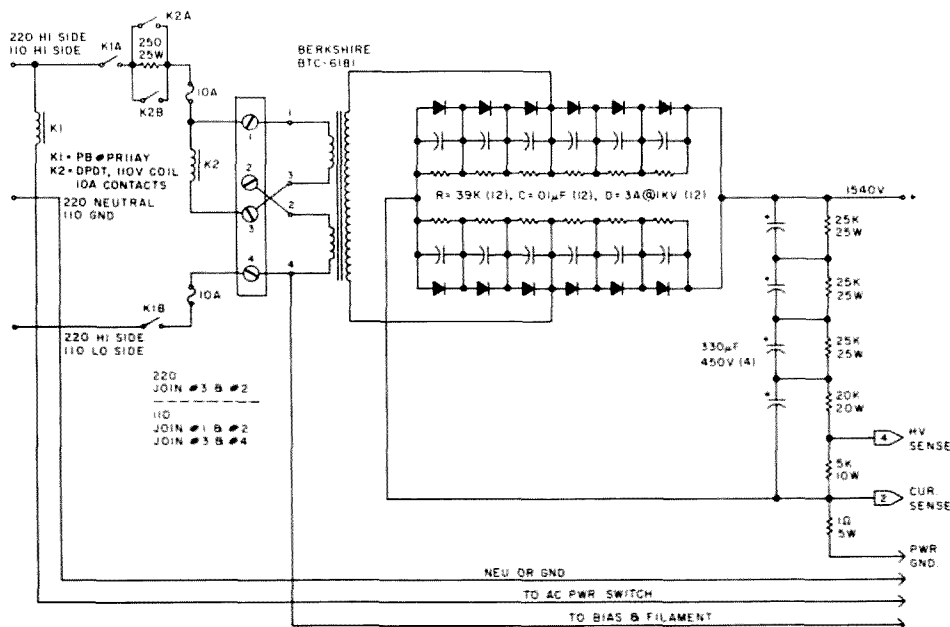 K2A
220 HI SIDE
110 HI SIDE
K1A
250
25W
K2B
10A
BERKSHIRE
BTC-6181
K1
K1= PB # PR11AY
K2= DPDT, 110V COIL
10A CONTACTS
K2
220 NEUTRAL
110 GND
1
2
3
4
1
3
2
4
R= 39K (12), C= 01µF (12), D= 3A@1KV (12)
1540V
+
25K
25W
+
25K
25W
+
25K
25W
330µF
450V (4)
+
20K
20W
+
4
HV
SENSE
5K
10W
2
CUR.
SENSE
1Ω
5W
PWR
GND.
10A
K1B
220 HI SIDE
110 LO SIDE
220
JOIN #3 & #2
110
JOIN #1 & #2
JOIN #3 & #4
NEU OR GND
TO AC PWR SWITCH
TO BIAS & FILAMENT